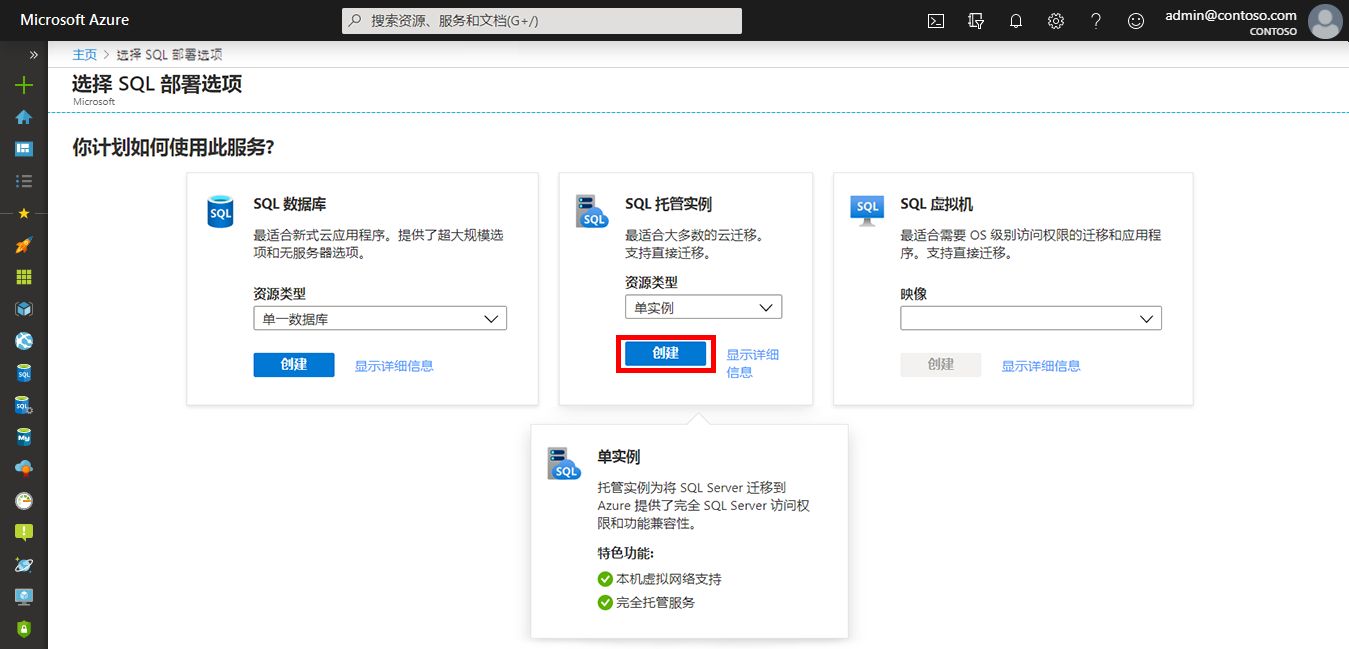 Microsoft Azure
搜索资源、服务和文档(G+/)
admin@contoso.com
CONTOSO
主页 > 选择 SQL 部署选项
选择 SQL 部署选项
Microsoft
你计划如何使用此服务?
SQL
SQL 数据库
最适合新式云应用程序。提供了超大规模选
项和无服务器选项。
资源类型
单一数据库
创建
显示详细信息
SQL
SQL 托管实例
最适合大多数的云迁移。
支持直接迁移。
资源类型
单实例
创建
显示详细
信息
SQL
SQL 虚拟机
最适合需要 OS 级别访问权限的迁移和应用程
序。支持直接迁移。
映像
创建
显示详细信息
SQL
单实例
托管实例为将 SQL Server 迁移到
Azure 提供了完全 SQL Server 访问权
限和功能兼容性。
特色功能:
本机虚拟网络支持
完全托管服务
SQL
SQL
My